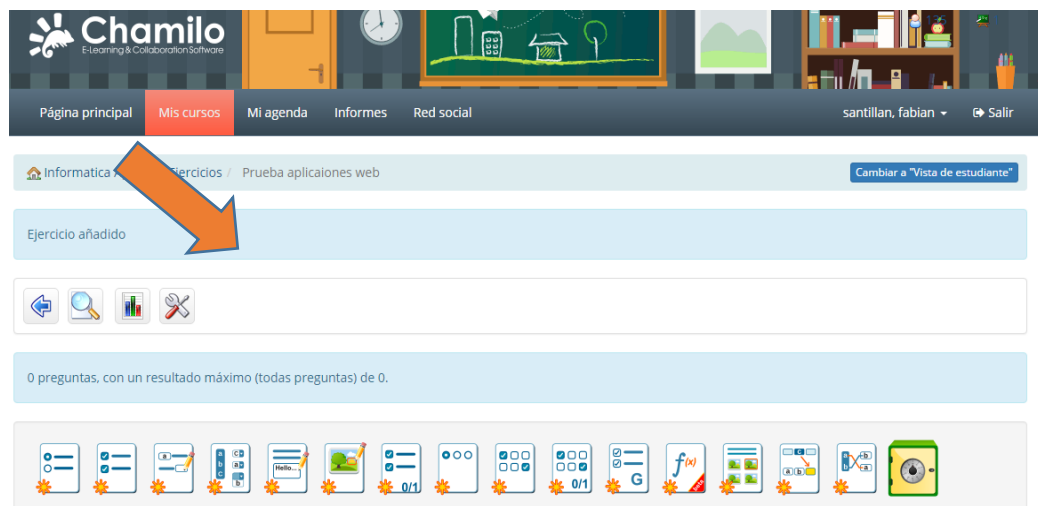 Chamilo
E-Learning & Collaboration Software
Página principal Mis cursos Mi agenda Informes Red social santillan, fabian Salir
Informatica Ejercicios / Prueba aplicaiones web Cambiar a "Vista de estudiante"
Ejercicio añadido
0 preguntas, con un resultado máximo (todas preguntas) de 0.
Hello...
0/1
0/1
G
f(x)